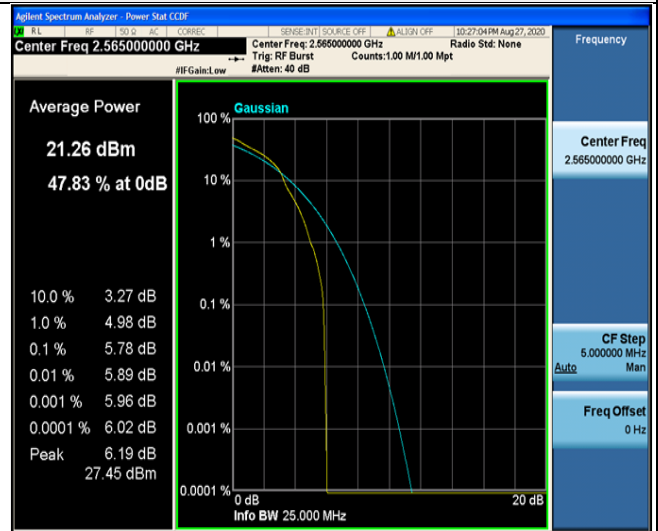 Agilent Spectrum Analyzer - Power Stat CCDF
RL RF 50 Ω AC CORREC SENSE:INT SOURCE OFF ALIGN OFF 10:27:04 PM Aug 27, 2020
Center Freq 2.565000000 GHz
Center Freq: 2.565000000 GHz Radio Std: None
Trig: RF Burst Counts:1.00 M/1.00 Mpt
#IFGain:Low #Atten: 40 dB
Frequency
Average Power
21.26 dBm
47.83 % at 0dB
10.0 % 3.27 dB
1.0 % 4.98 dB
0.1 % 5.78 dB
0.01 % 5.89 dB
0.001 % 5.96 dB
0.0001 % 6.02 dB
Peak 6.19 dB
27.45 dBm
Gaussian
100 %
10 %
1 %
0.1 %
0.01 %
0.001 %
0.0001 %
0 dB 20 dB
Info BW 25.000 MHz
Center Freq
2.565000000 GHz
CF Step
5.000000 MHz
Auto Man
Freq Offset
0 Hz